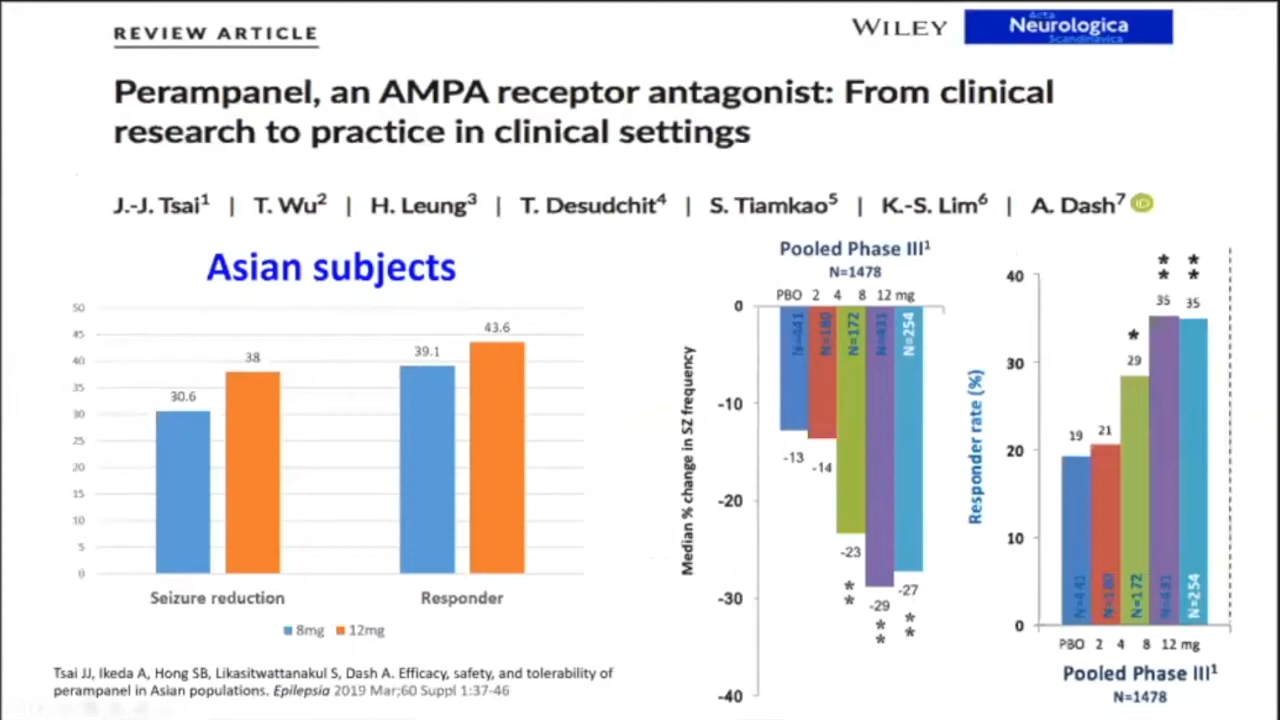 REVIEW ARTICLE
WILEY
Acta
Neurologica
Scandinavica
Perampanel, an AMPA receptor antagonist: From clinical
research to practice in clinical settings
J.-J. Tsai¹ | T. Wu² | H. Leung³ | T. Desudchit⁴ | S. Tiamkao⁵ | K.-S. Lim⁶ | A. Dash⁷ iD
Asian subjects
50
45
40
35
30
25
20
15
10
5
0
30.6
38
39.1
43.6
Seizure reduction
Responder
8mg 12mg
Tsai JJ, Ikeda A, Hong SB, Likasitwattanakul S, Dash A. Efficacy, safety, and tolerability of
perampanel in Asian populations. Epilepsia 2019 Mar;60 Suppl 1:37-46
Pooled Phase III¹
N=1478
PBO 2 4 8 12 mg
Median % change in SZ frequency
0
-10
-20
-30
-40
N=441
N=180
N=172
N=431
N=254
-13
-14
-23
-29
-27
*
*
*
*
*
*
Responder rate (%)
40
30
20
10
0
19
21
29
35
35
*
*
*
*
*
N=441
N=180
N=172
N=431
N=254
PBO 2 4 8 12 mg
Pooled Phase III¹
N=1478